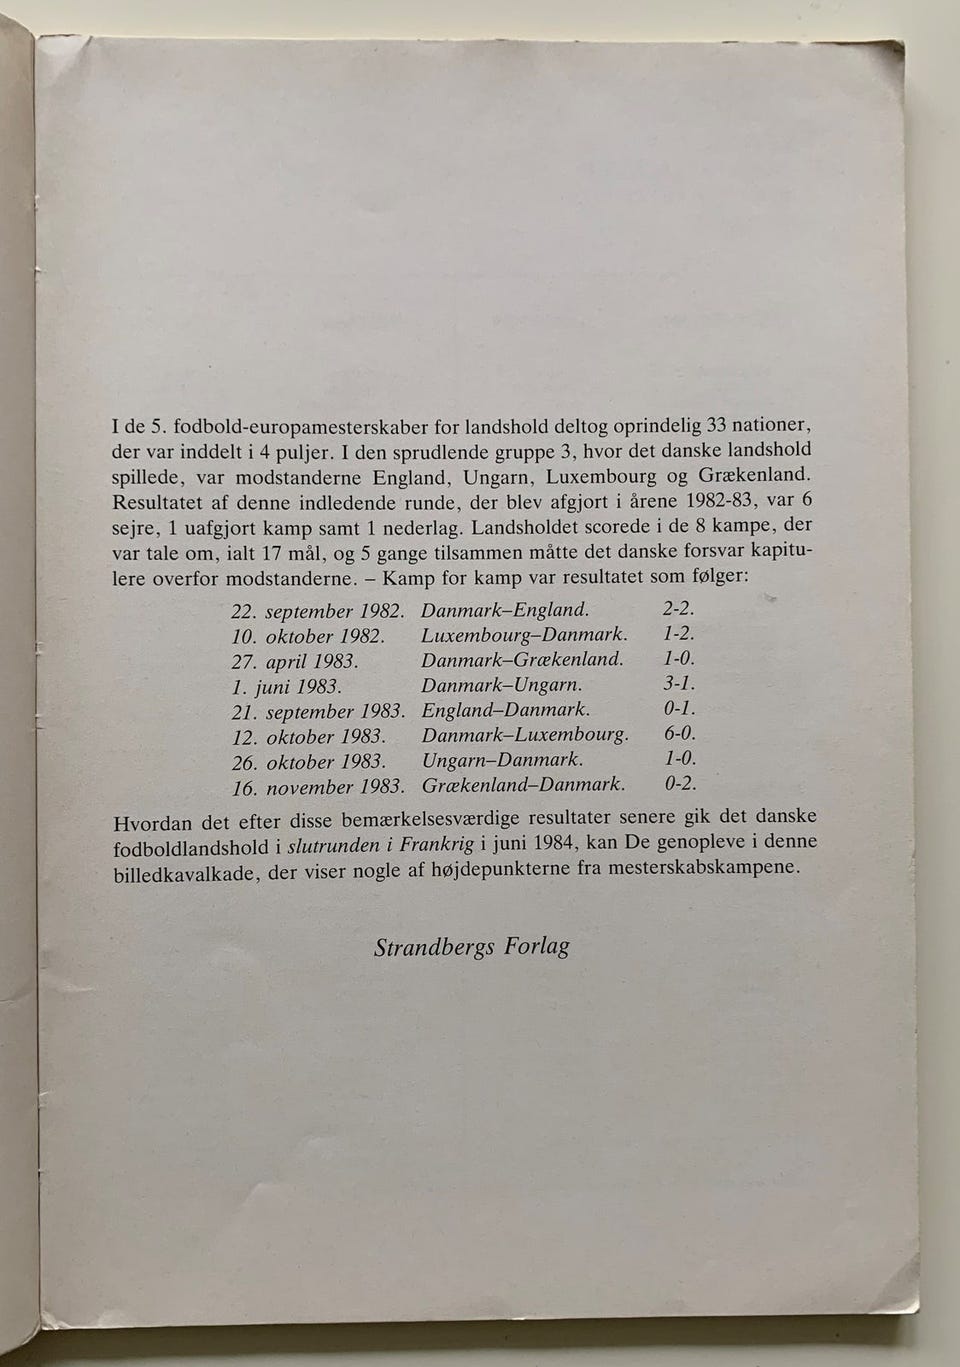 I de 5. fodbold-europamesterskaber for landshold deltog oprindelig 33 nationer,
der var inddelt i 4 puljer. I den sprudlende gruppe 3, hvor det danske landshold
spillede, var modstanderne England, Ungarn, Luxembourg og Grækenland.
Resultatet af denne indledende runde, der blev afgjort i årene 1982-83, var 6
sejre, 1 uafgjort kamp samt 1 nederlag. Landsholdet scorede i de 8 kampe, der
var tale om, ialt 17 mål, og 5 gange tilsammen måtte det danske forsvar kapitu-
lere overfor modstanderne. – Kamp for kamp var resultatet som følger:
22. september 1982. Danmark–England. 2-2.
10. oktober 1982. Luxembourg–Danmark. 1-2.
27. april 1983. Danmark–Grækenland. 1-0.
1. juni 1983. Danmark–Ungarn. 3-1.
21. september 1983. England–Danmark. 0-1.
12. oktober 1983. Danmark–Luxembourg. 6-0.
26. oktober 1983. Ungarn–Danmark. 1-0.
16. november 1983. Grækenland–Danmark. 0-2.
Hvordan det efter disse bemærkelsesværdige resultater senere gik det danske
fodboldlandshold i slutrunden i Frankrig i juni 1984, kan De genopleve i denne
billedkavalkade, der viser nogle af højdepunkterne fra mesterskabskampene.
Strandbergs Forlag